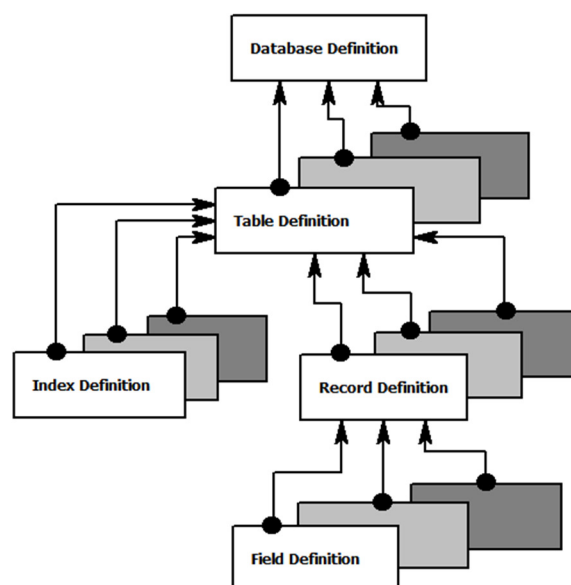 Database Definition
Table Definition
Index Definition
Record Definition
Field Definition